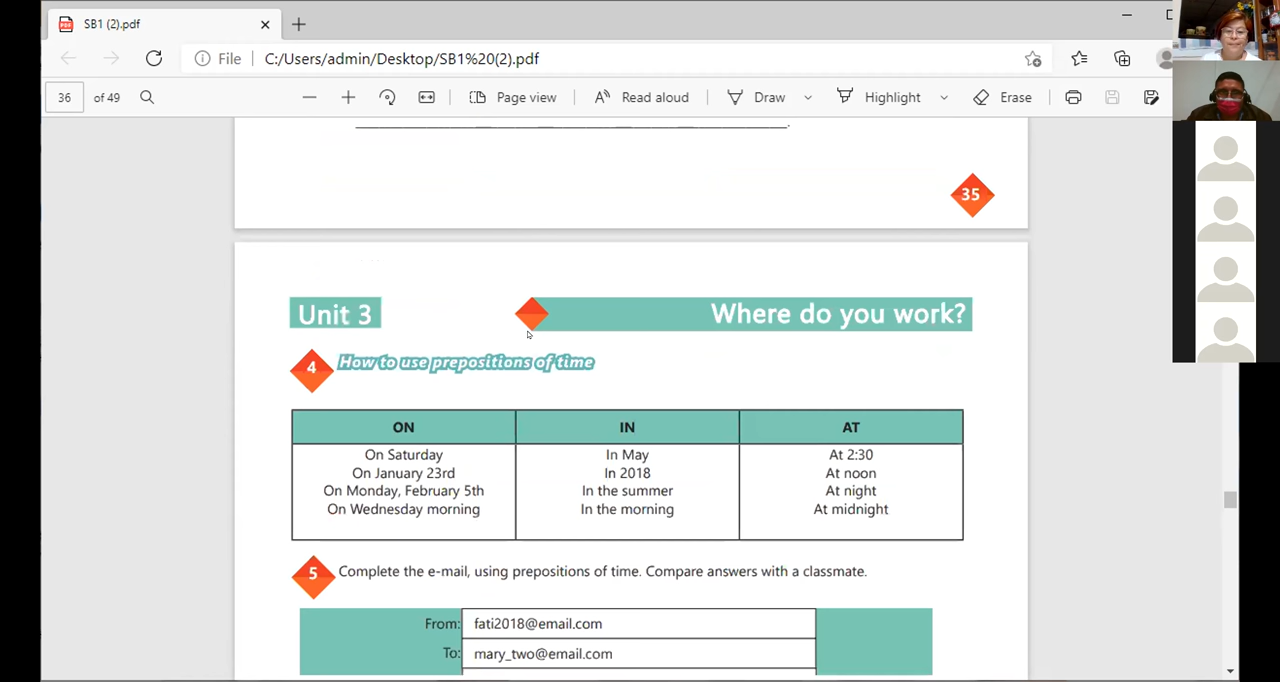 SB1 (2).pdf
File C:/Users/admin/Desktop/SB1%20(2).pdf
36 of 49 Page view Read aloud Draw Highlight Erase
35
Unit 3 Where do you work?
4 How to use prepositions of time
ON IN AT
On Saturday In May At 2:30
On January 23rd In 2018 At noon
On Monday, February 5th In the summer At night
On Wednesday morning In the morning At midnight
5 Complete the e-mail, using prepositions of time. Compare answers with a classmate.
From: fati2018@email.com
To: mary_two@email.com